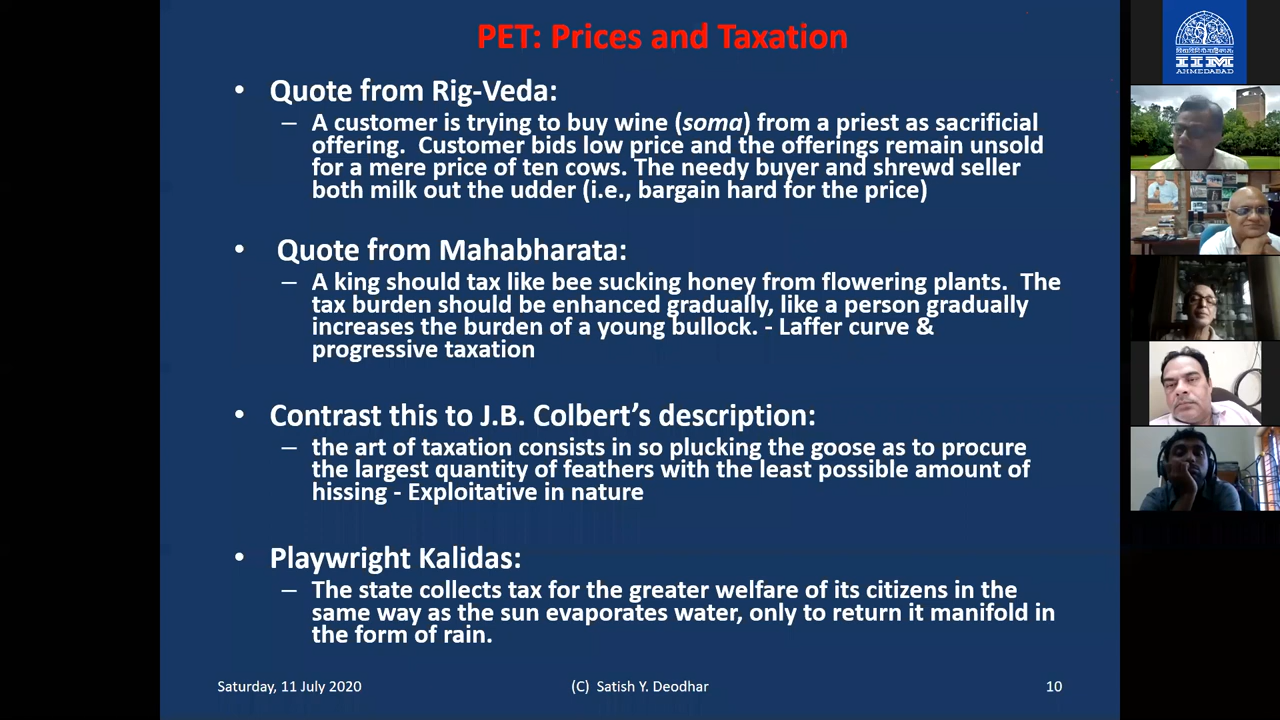 PET: Prices and Taxation
• Quote from Rig-Veda:
– A customer is trying to buy wine (soma) from a priest as sacrificial
offering. Customer bids low price and the offerings remain unsold
for a mere price of ten cows. The needy buyer and shrewd seller
both milk out the udder (i.e., bargain hard for the price)
• Quote from Mahabharata:
– A king should tax like bee sucking honey from flowering plants. The
tax burden should be enhanced gradually, like a person gradually
increases the burden of a young bullock. - Laffer curve &
progressive taxation
• Contrast this to J.B. Colbert’s description:
– the art of taxation consists in so plucking the goose as to procure
the largest quantity of feathers with the least possible amount of
hissing - Exploitative in nature
• Playwright Kalidas:
– The state collects tax for the greater welfare of its citizens in the
same way as the sun evaporates water, only to return it manifold in
the form of rain.
Saturday, 11 July 2020
(C) Satish Y. Deodhar
10
IIM
AHMEDABAD